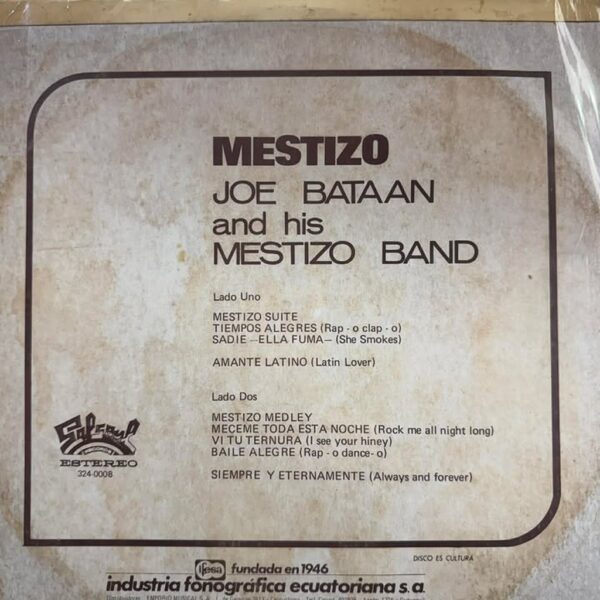 MESTIZO
JOE BATAAN
and his
MESTIZO BAND
Lado Uno
MESTIZO SUITE
TIEMPOS ALEGRES (Rap - o clap - o)
SADIE —ELLA FUMA— (She Smokes)
AMANTE LATINO (Latin Lover)
Lado Dos
MESTIZO MEDLEY
MECEME TODA ESTA NOCHE (Rock me all night long)
VI TU TERNURA (I see your hiney)
BAILE ALEGRE (Rap - o dance - o)
SIEMPRE Y ETERNAMENTE (Always and forever)
Salsoul
ESTEREO
324-0008
DISCO ES CULTURA
ifesa fundada en 1946
industria fonográfica ecuatoriana s.a.
EMPORIO MUSICAL S. A.